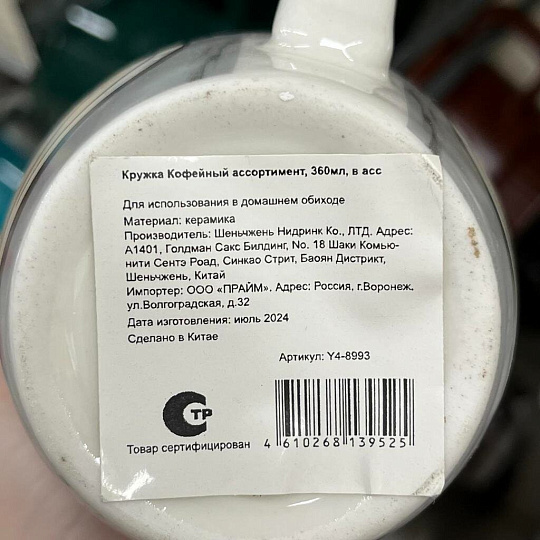 Кружка Кофейный ассортимент, 360мл, в асс
Для использования в домашнем обиходе
Материал: керамика
Производитель: Шеньчжень Нидринк Ко., ЛТД. Адрес:
А1401, Голдман Сакс Билдинг, No. 18 Шаки Комью-
нити Сентэ Роад, Синкао Стрит, Баоян Дистрикт,
Шеньчжень, Китай
Импортер: ООО «ПРАЙМ». Адрес: Россия, г.Воронеж,
ул.Волгоградская, д.32
Дата изготовления: июль 2024
Сделано в Китае
Артикул: Y4-8993
СТР
Товар сертифицирован
4 610268 139525